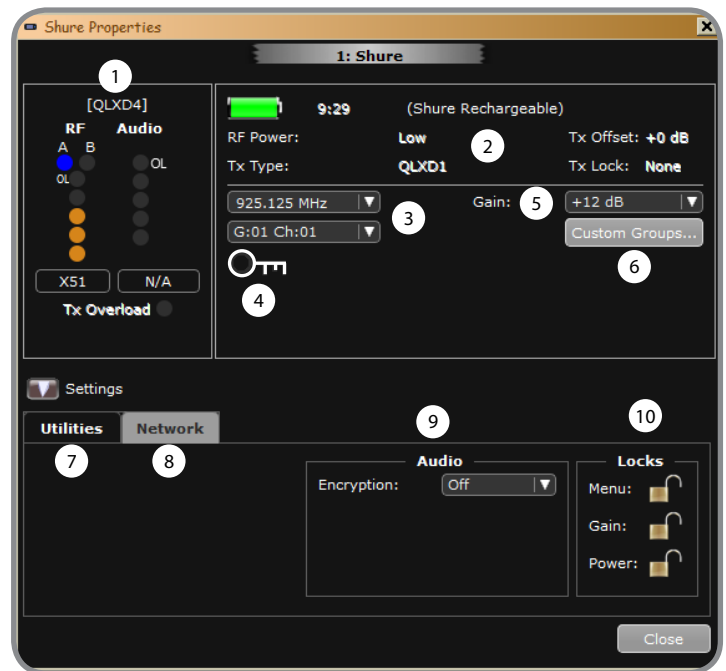 Shure Properties
1: Shure
1
[QLXD4]
RF Audio
A B
OL
OL
X51 N/A
Tx Overload
9:29 (Shure Rechargeable)
RF Power: Low 2 Tx Offset: +0 dB
Tx Type: QLXD1 Tx Lock: None
925.125 MHz Gain: 5 +12 dB
3
G:01 Ch:01 Custom Groups...
6
4
Settings
Utilities Network
7 8
9
10
Audio
Encryption: Off
Locks
Menu:
Gain:
Power:
Close